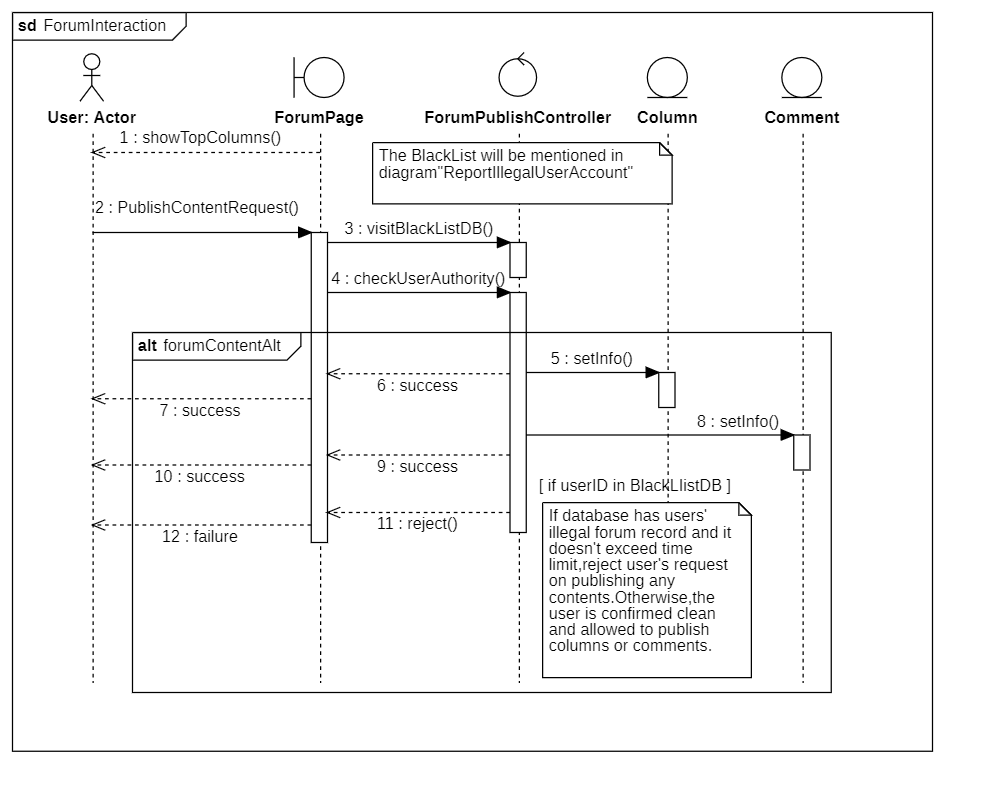 sd ForumInteraction
User: Actor
ForumPage
ForumPublishController
Column
Comment
1 : showTopColumns()
The BlackList will be mentioned in
diagram"ReportIllegalUserAccount"
2 : PublishContentRequest()
3 : visitBlackListDB()
4 : checkUserAuthority()
alt forumContentAlt
5 : setInfo()
6 : success
7 : success
8 : setInfo()
9 : success
10 : success
[ if userID in BlackLlistDB ]
11 : reject()
12 : failure
If database has users'
illegal forum record and it
doesn't exceed time
limit,reject user's request
on publishing any
contents.Otherwise,the
user is confirmed clean
and allowed to publish
columns or comments.